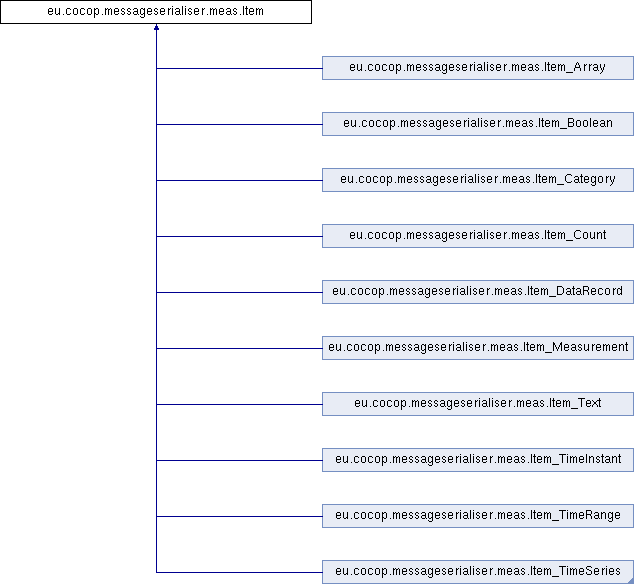 eu.cocop.messageserialiser.meas.Item
eu.cocop.messageserialiser.meas.Item_Array
eu.cocop.messageserialiser.meas.Item_Boolean
eu.cocop.messageserialiser.meas.Item_Category
eu.cocop.messageserialiser.meas.Item_Count
eu.cocop.messageserialiser.meas.Item_DataRecord
eu.cocop.messageserialiser.meas.Item_Measurement
eu.cocop.messageserialiser.meas.Item_Text
eu.cocop.messageserialiser.meas.Item_TimeInstant
eu.cocop.messageserialiser.meas.Item_TimeRange
eu.cocop.messageserialiser.meas.Item_TimeSeries